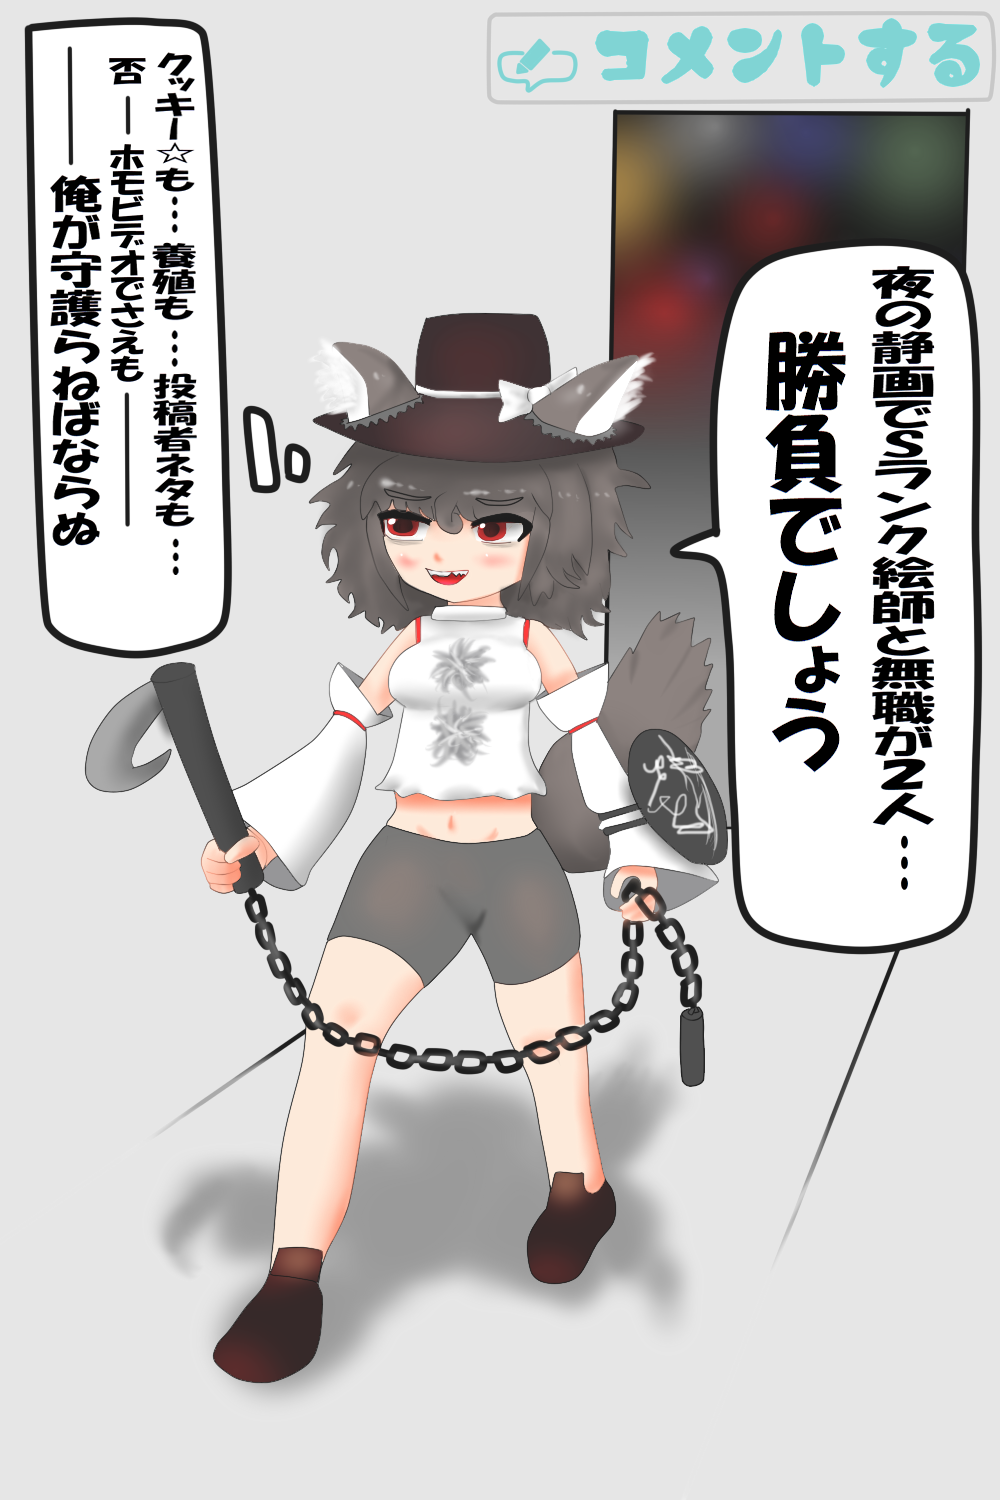 コメントする
夜の静画でSランク絵師と無職が2人……
勝負でしょう
クッキー☆も…養殖も…投稿者ネタも…
否―ホモビデオでさえも――
――俺が守護らねばならぬ